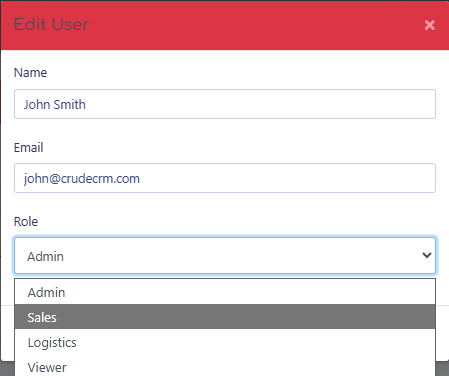 Edit User
×
Name
John Smith
Email
john@crudecrm.com
Role
Admin
Admin
Sales
Logistics
Viewer